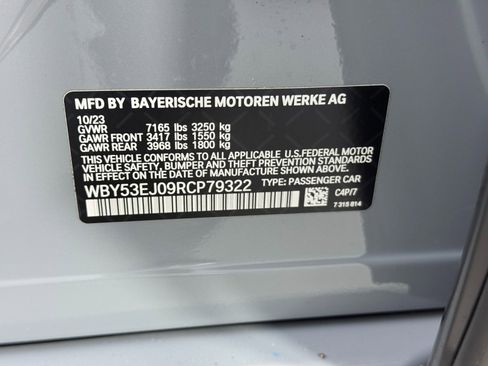 MFD BY BAYERISCHE MOTOREN WERKE AG
10/23
GVWR 7165 lbs 3250 kg
GAWR FRONT 3417 lbs 1550 kg
GAWR REAR 3968 lbs 1800 kg
THIS VEHICLE CONFORMS TO ALL APPLICABLE U.S. FEDERAL MOTOR
VEHICLE SAFETY, BUMPER, AND THEFT PREVENTION STANDARDS
IN EFFECT ON THE DATE OF MANUFACTURE SHOWN ABOVE.
WBY53EJ09RCP79322 TYPE: PASSENGER CAR
C4P/7
7 315 814